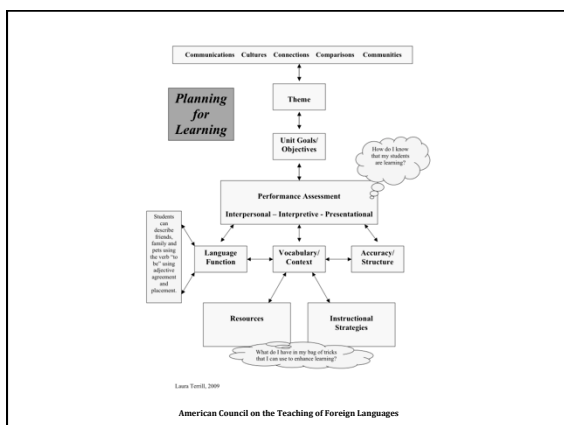 Communications Cultures Connections Comparisons Communities
Planning
for
Learning
Theme
Unit Goals/
Objectives
How do I know
that my students
are learning?
Performance Assessment
Interpersonal – Interpretive - Presentational
Students
can
describe
friends,
family and
pets using
the verb "to
be" using
adjective
agreement
and
placement.
Language
Function
Vocabulary/
Context
Accuracy/
Structure
Resources
Instructional
Strategies
What do I have in my bag of tricks
that I can use to enhance learning?
Laura Terrill, 2009
American Council on the Teaching of Foreign Languages